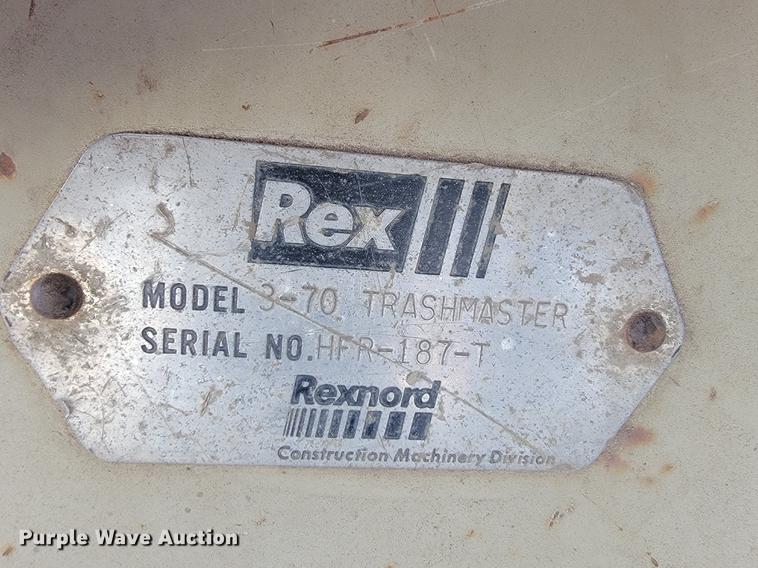 Rex
MODEL 3-70 TRASHMASTER
SERIAL NO. HFR-187-T
Rexnord
Construction Machinery Division
Purple Wave Auction